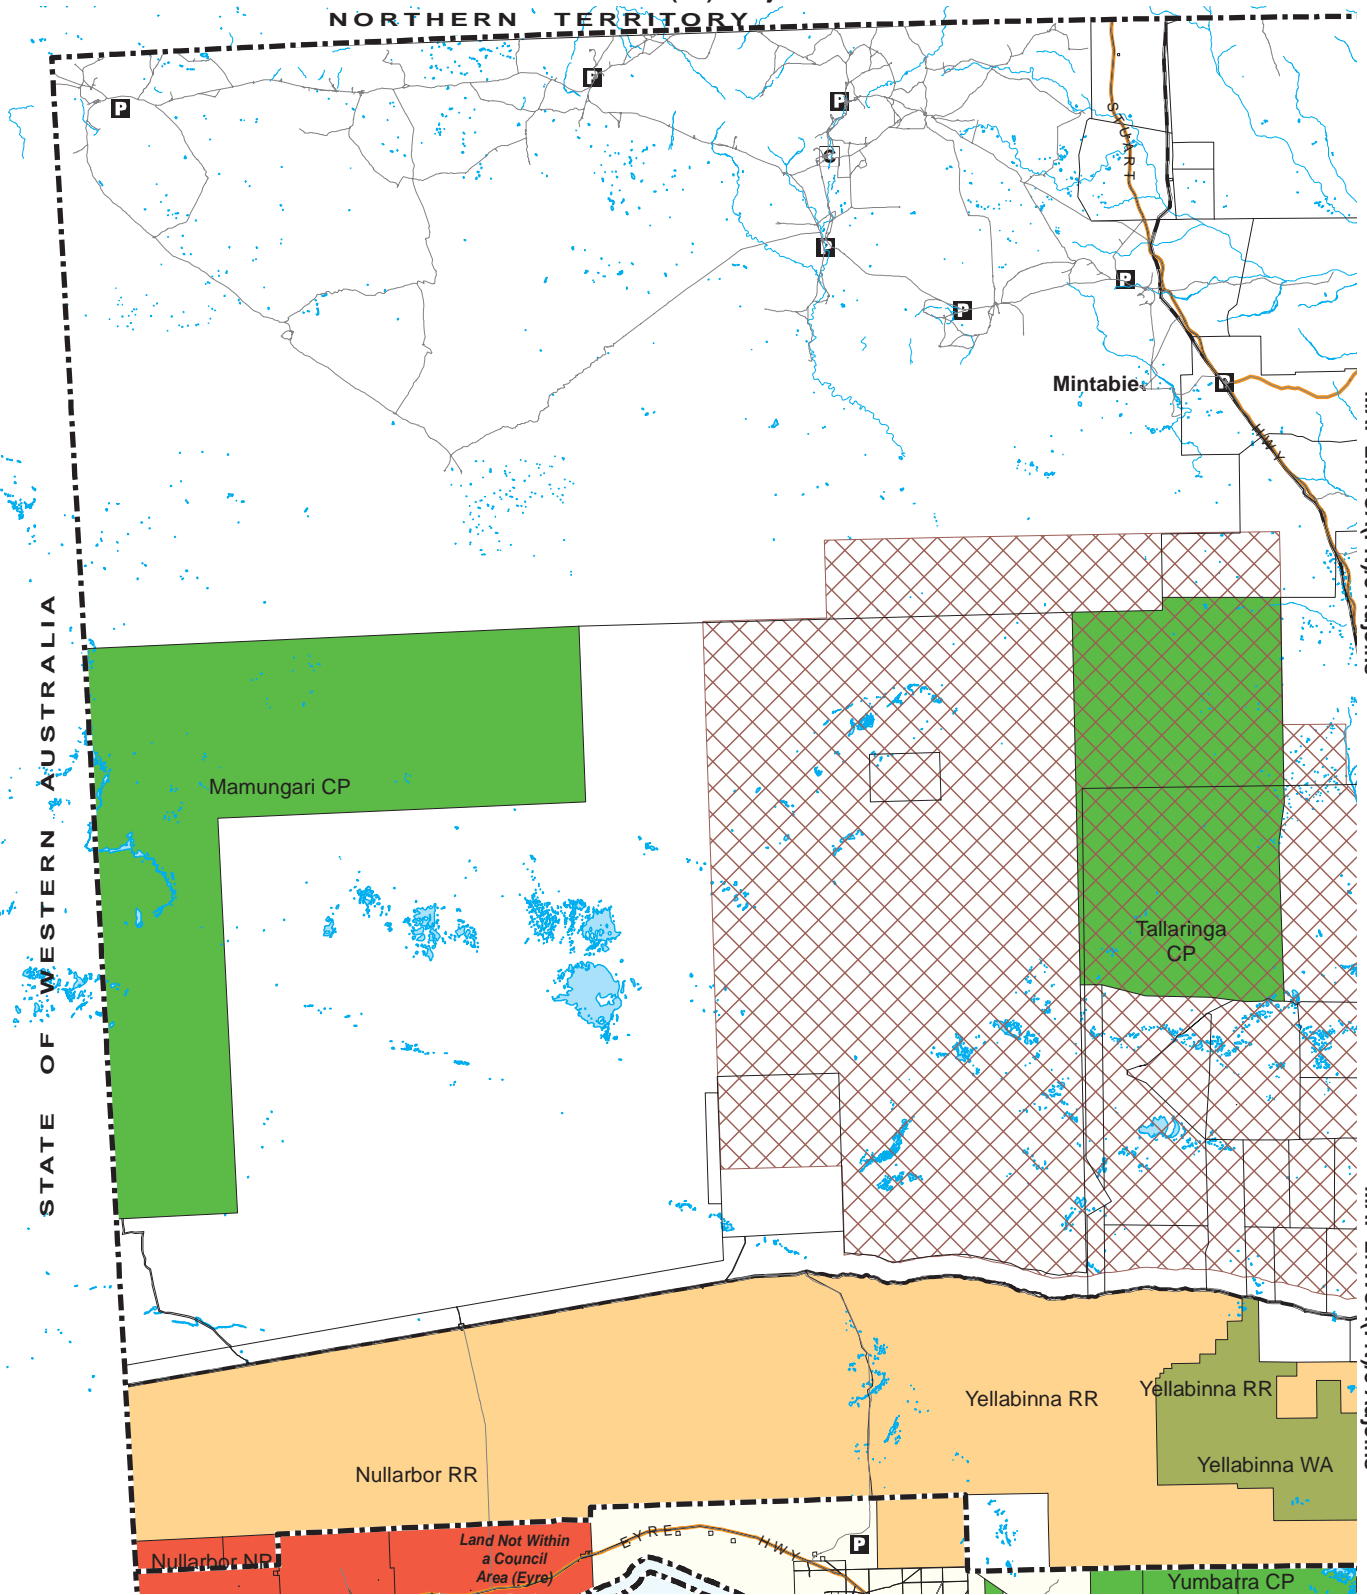 NORTHERN TERRITORY
P
P
P
C
P
P
P
P
STUART
HWY
Mintabie
STATE OF WESTERN AUSTRALIA
Mamungari CP
Tallaringa
CP
Yellabinna RR
Yellabinna RR
Yellabinna WA
Nullarbor RR
Nullarbor NP
Land Not Within
a Council
Area (Eyre)
EYRE HWY
P
Yumbarra CP